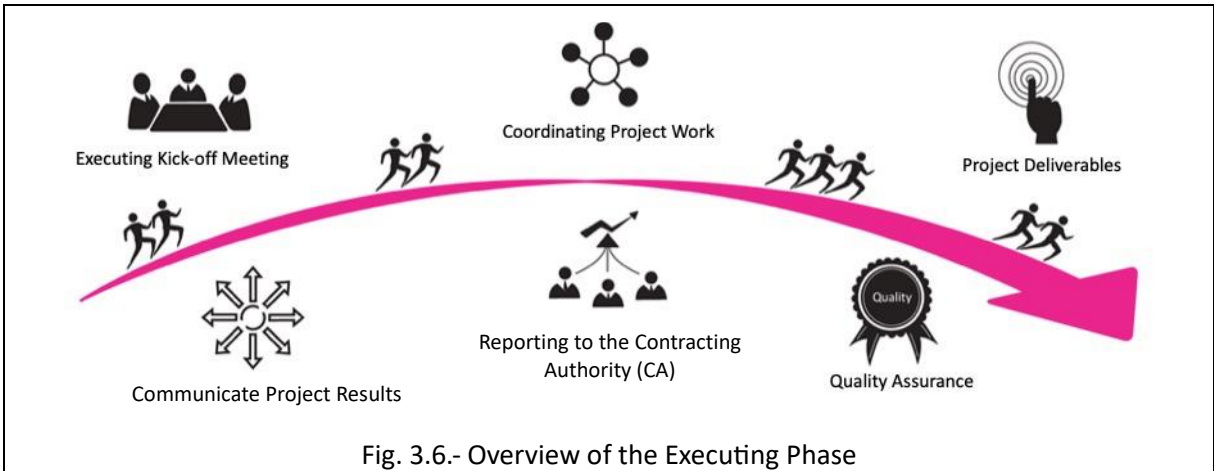 Executing Kick-off Meeting
Coordinating Project Work
Project Deliverables
Communicate Project Results
Reporting to the Contracting
Authority (CA)
Quality
Quality Assurance
Fig. 3.6.- Overview of the Executing Phase